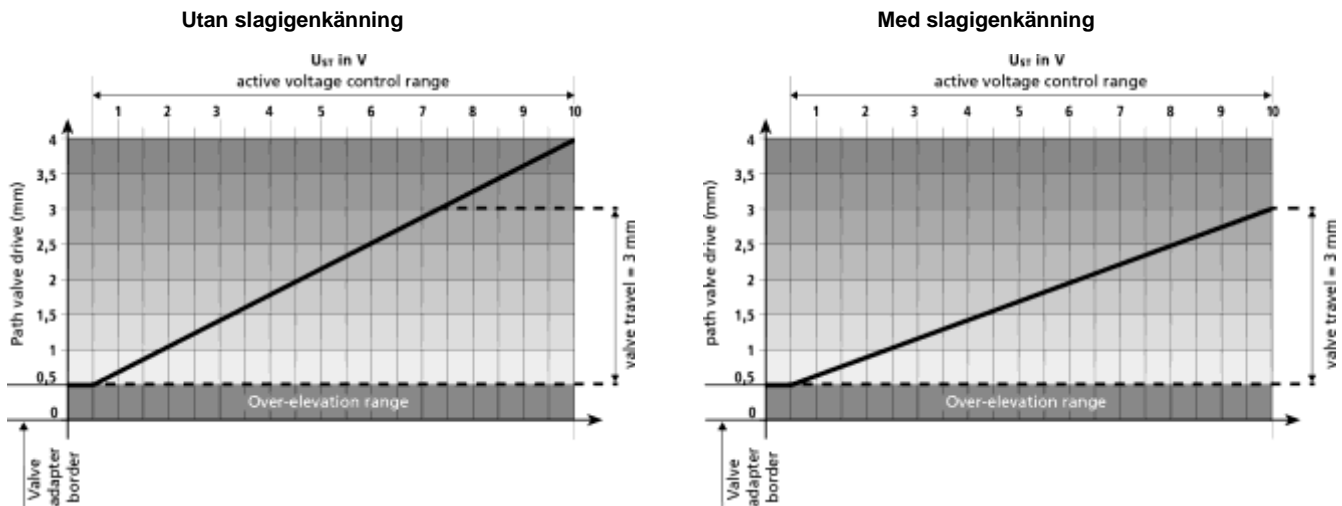 Utan slagigenkänning
U_ST in V
active voltage control range
1 2 3 4 5 6 7 8 9 10
4
3,5
3
2,5
2
1,5
1
0,5
0
Path valve drive (mm)
Over-elevation range
valve travel = 3 mm
Valve
adapter
border
Med slagigenkänning
U_ST in V
active voltage control range
1 2 3 4 5 6 7 8 9 10
4
3,5
3
2,5
2
1,5
1
0,5
0
path valve drive (mm)
Over-elevation range
valve travel = 3 mm
Valve
adapter
border